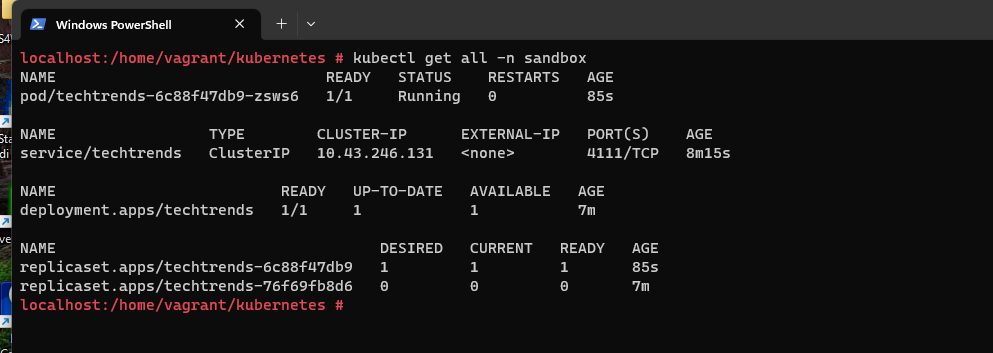 Windows PowerShell
localhost:/home/vagrant/kubernetes # kubectl get all -n sandbox
NAME READY STATUS RESTARTS AGE
pod/techtrends-6c88f47db9-zsws6 1/1 Running 0 85s
NAME TYPE CLUSTER-IP EXTERNAL-IP PORT(S) AGE
service/techtrends ClusterIP 10.43.246.131 <none> 4111/TCP 8m15s
NAME READY UP-TO-DATE AVAILABLE AGE
deployment.apps/techtrends 1/1 1 1 7m
NAME DESIRED CURRENT READY AGE
replicaset.apps/techtrends-6c88f47db9 1 1 1 85s
replicaset.apps/techtrends-76f69fb8d6 0 0 0 7m
localhost:/home/vagrant/kubernetes #